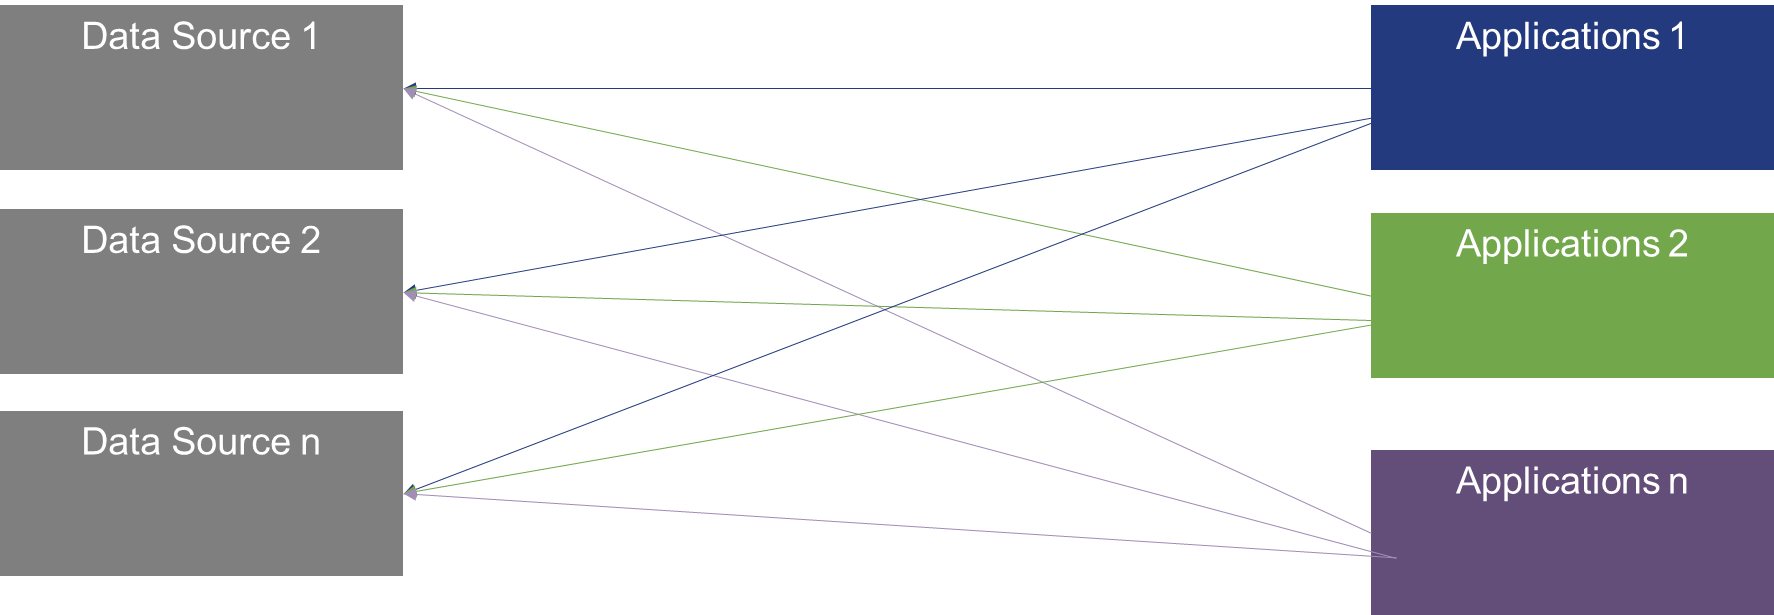 Data Source 1
Applications 1
Data Source 2
Applications 2
Data Source n
Applications n